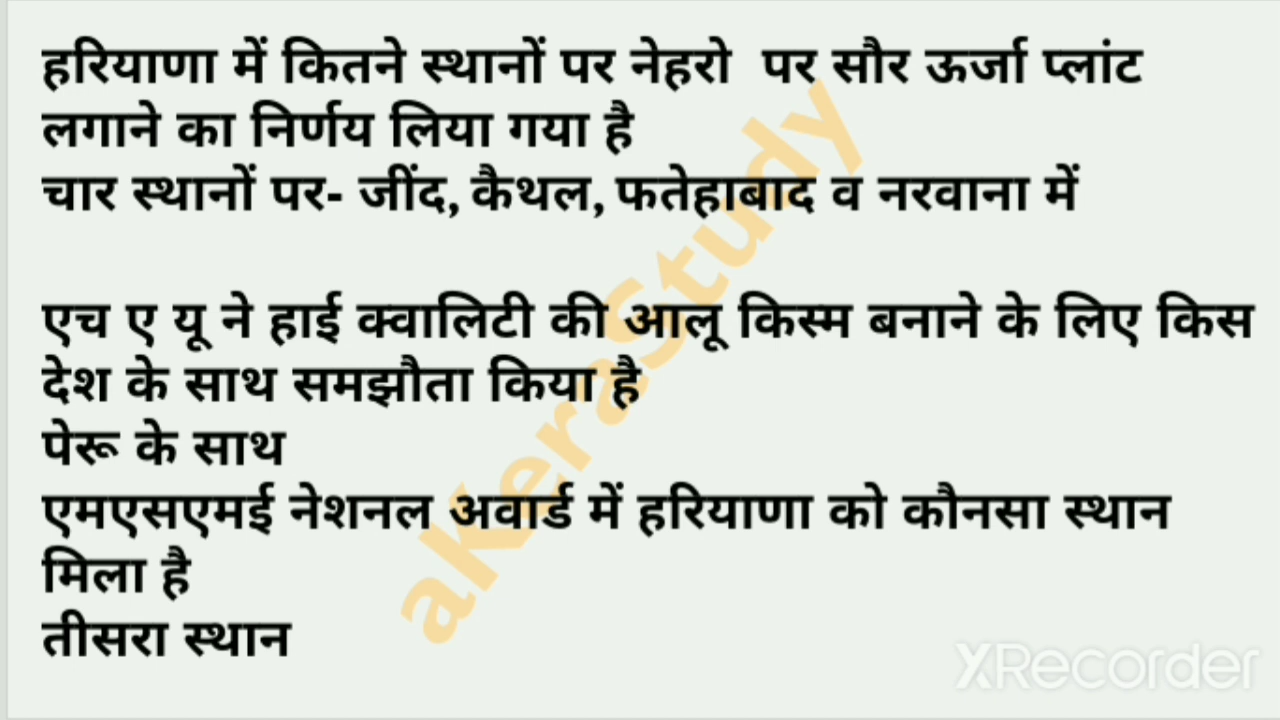 हरियाणा में कितने स्थानों पर नेहरो पर सौर ऊर्जा प्लांट
लगाने का निर्णय लिया गया है
चार स्थानों पर- जींद, कैथल, फतेहाबाद व नरवाना में
एच ए यू ने हाई क्वालिटी की आलू किस्म बनाने के लिए किस
देश के साथ समझौता किया है
पेरू के साथ
एमएसएमई नेशनल अवार्ड में हरियाणा को कौनसा स्थान
मिला है
तीसरा स्थान
aKeraStudy
XRecorder